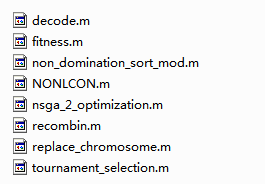 decode.m
fitness.m
non_domination_sort_mod.m
NONLCON.m
nsga_2_optimization.m
recombin.m
replace_chromosome.m
tournament_selection.m